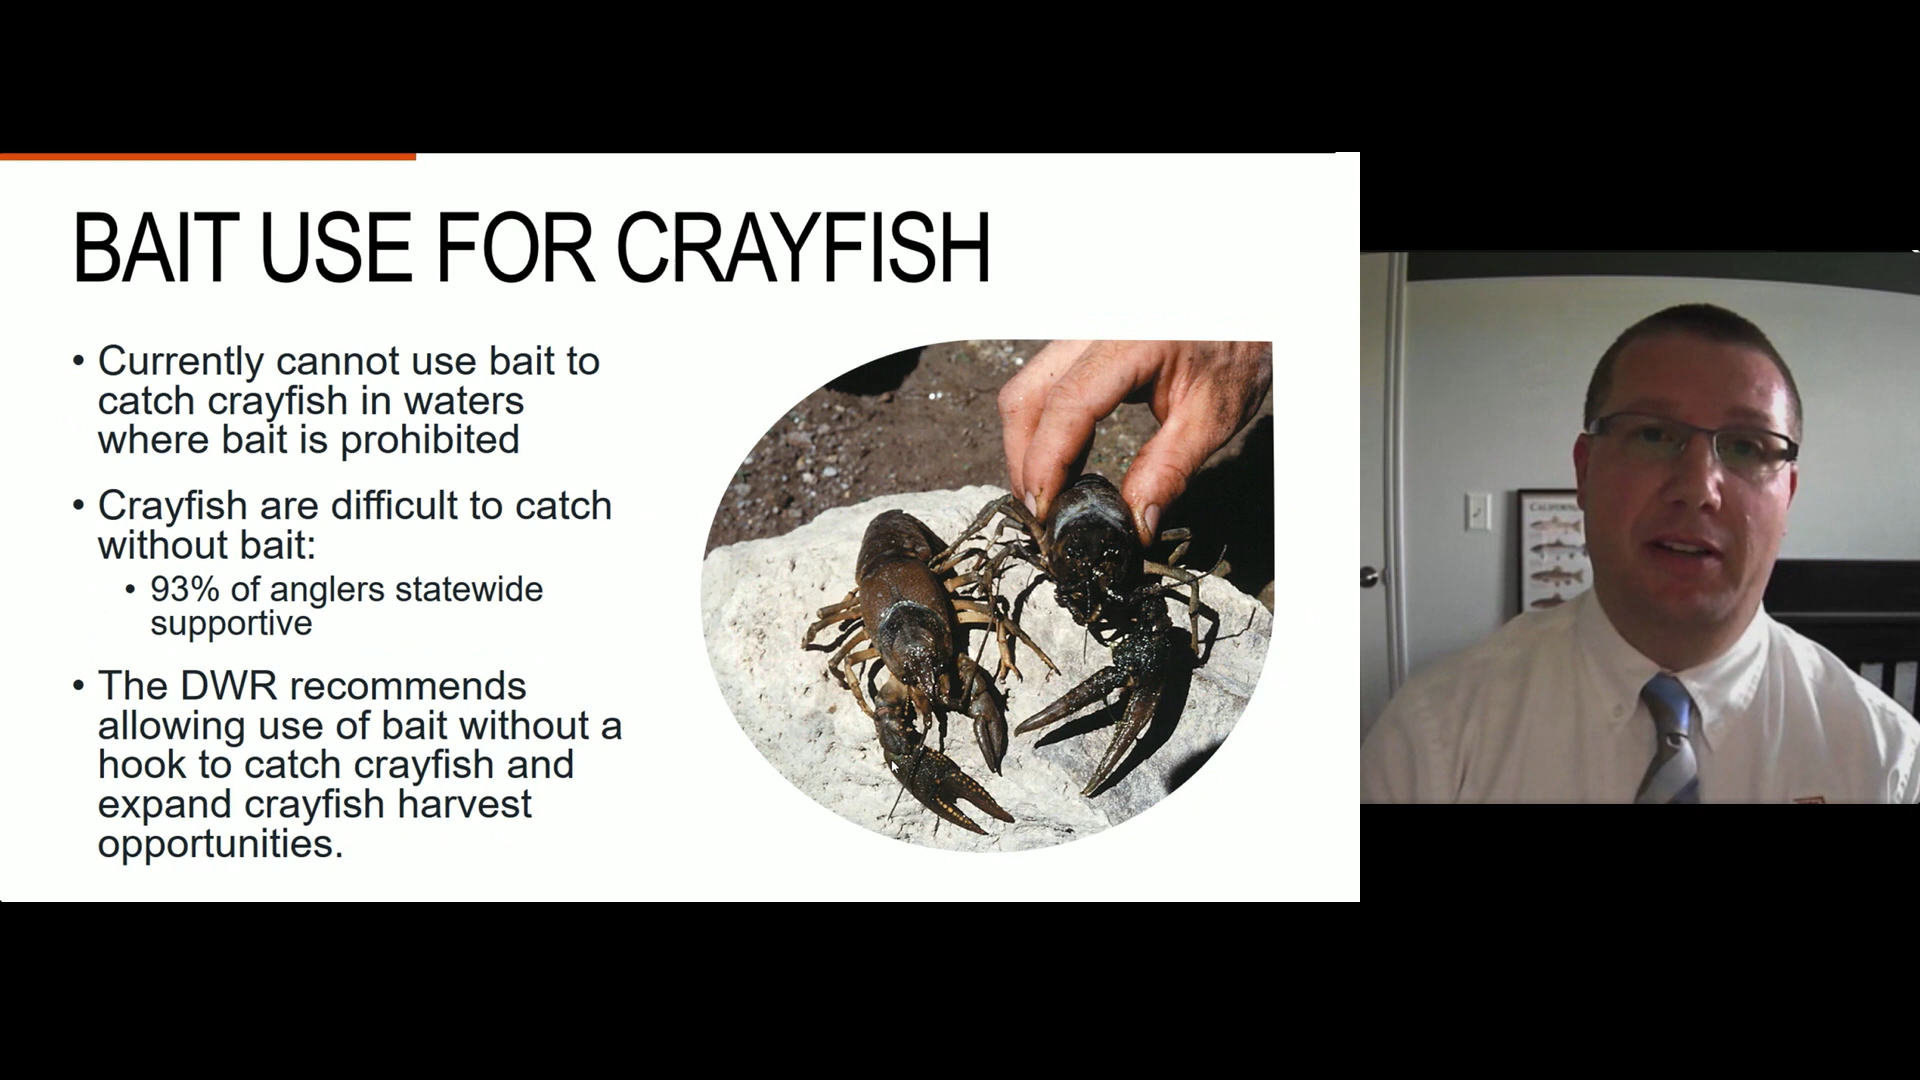 BAIT USE FOR CRAYFISH
• Currently cannot use bait to
catch crayfish in waters
where bait is prohibited
• Crayfish are difficult to catch
without bait:
• 93% of anglers statewide
supportive
• The DWR recommends
allowing use of bait without a
hook to catch crayfish and
expand crayfish harvest
opportunities.